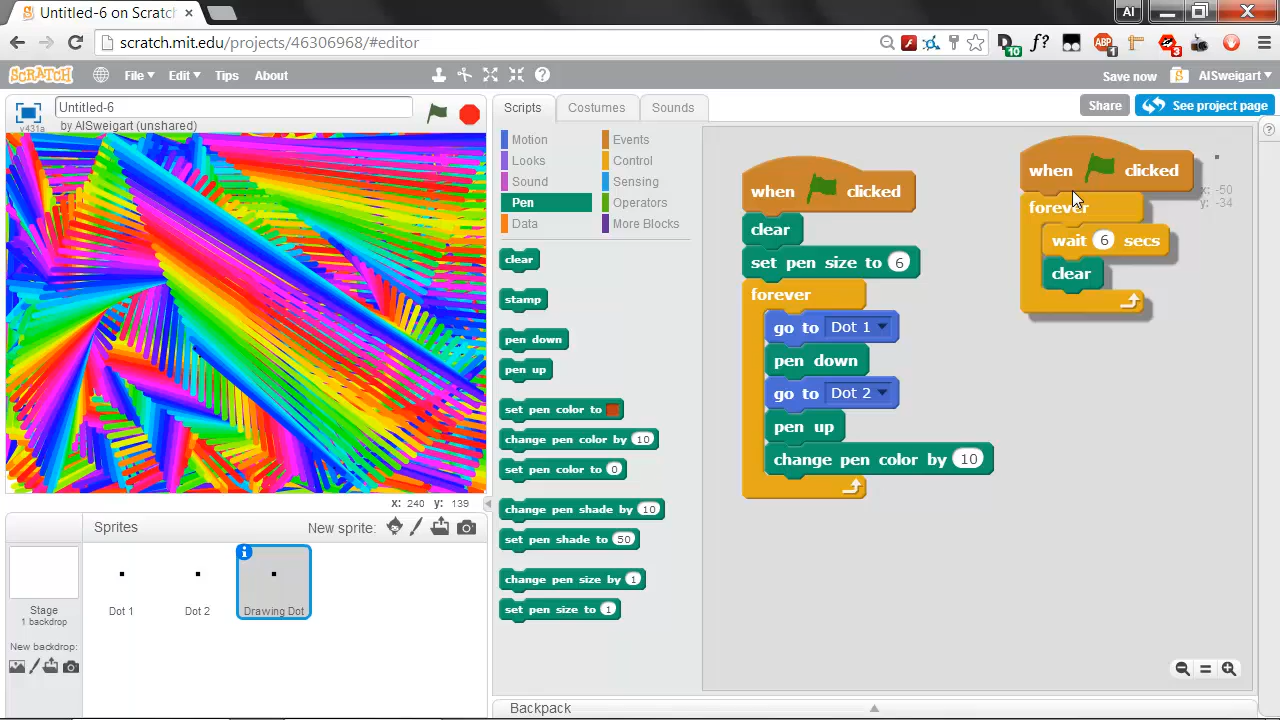 Untitled-6 on Scratch
AI
scratch.mit.edu/projects/46306968/#editor
10
f?
ABP
1
3
SCRATCH
File
Edit
Tips
About
Save now
AlSweigart
v431a
Untitled-6
by AlSweigart (unshared)
Scripts
Costumes
Sounds
Share
See project page
Motion
Looks
Sound
Pen
Data
Events
Control
Sensing
Operators
More Blocks
clear
stamp
pen down
pen up
set pen color to
change pen color by 10
set pen color to 0
change pen shade by 10
set pen shade to 50
change pen size by 1
set pen size to 1
when clicked
clear
set pen size to 6
forever
go to Dot 1
pen down
go to Dot 2
pen up
change pen color by 10
when clicked
forever
wait 6 secs
clear
x: -50
y: -34
x: 240 y: 139
Sprites
New sprite:
Stage
1 backdrop
New backdrop:
Dot 1
Dot 2
Drawing Dot
Backpack